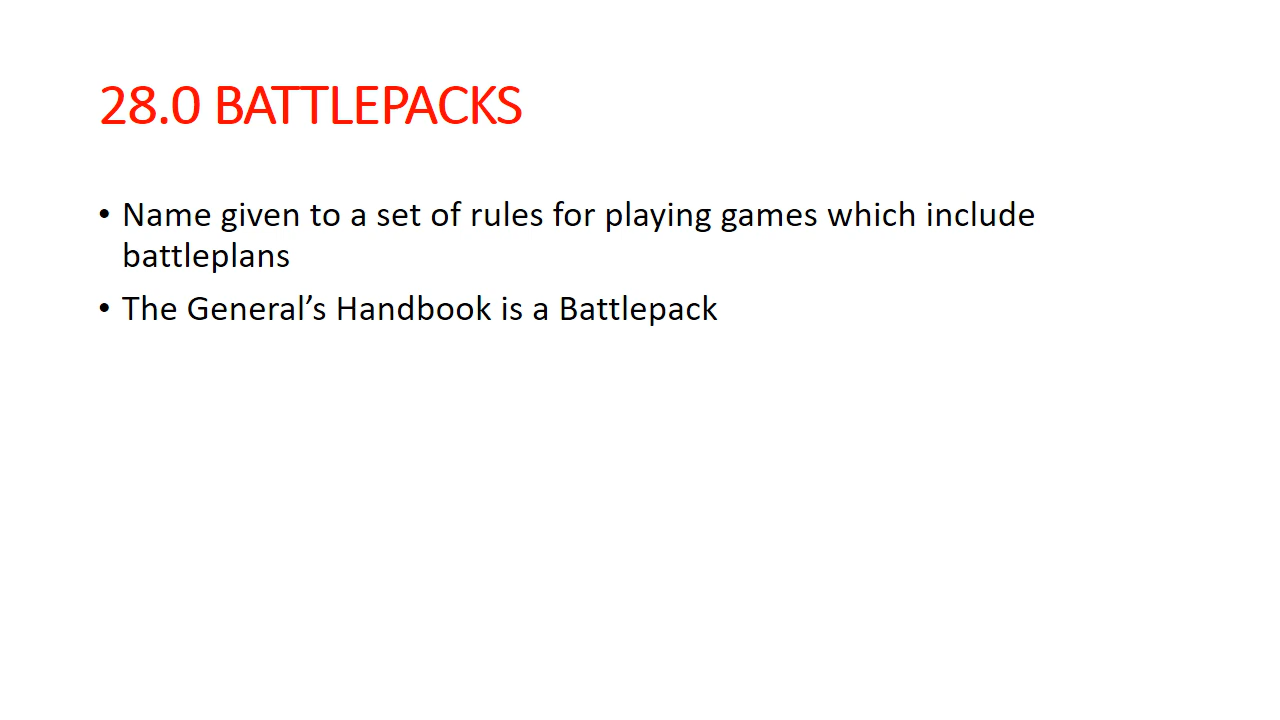 28.0 BATTLEPACKS
• Name given to a set of rules for playing games which include
battleplans
• The General’s Handbook is a Battlepack